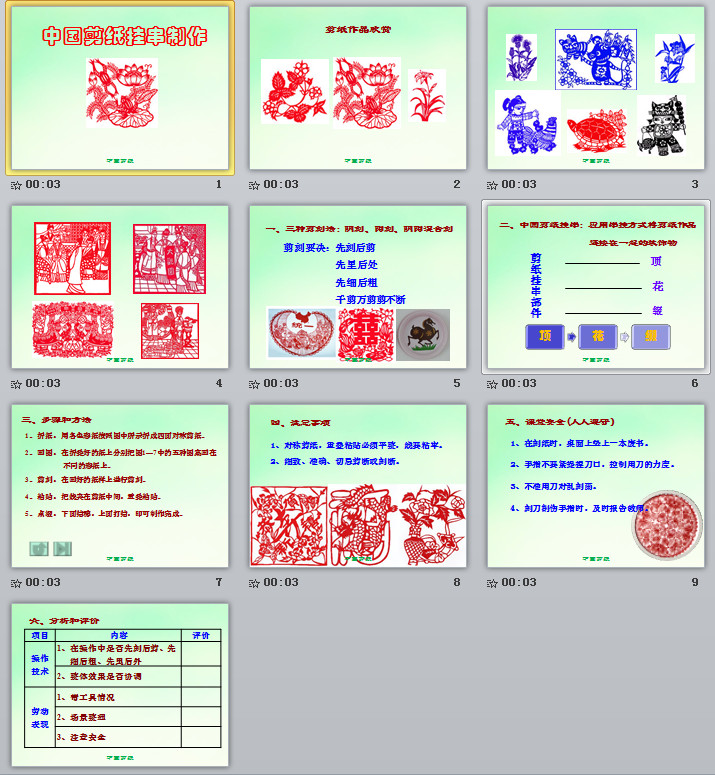 中国剪纸挂串制作
00:03 1
剪纸作品欣赏
00:03 2
00:03 3
00:03 4
一、三种剪刻法：阴刻、阳刻、阴阳混合刻
剪刻要决：先刻后剪
先里后处
先细后粗
千剪万剪剪不断
统一
00:03 5
二、中国剪纸挂串：应用串挂方式将剪纸作品
连接在一起的纸饰物
剪纸挂串部件
顶
花
缀
顶 花 缀
00:03 6
三、步骤和方法
1、折纸，用各色彩纸按照图中所示折成四面对称剪纸。
2、画图，在折好的纸上分别把图1—7中的五种图案画在
不同的彩纸上。
3、剪刻，在画好的纸样上进行剪刻。
4、粘贴，把线夹在剪纸中间，重叠粘贴。
5、点缀，下面结穗，上面打结，即可制作完成。
00:03 7
四、注意事项
1、对称剪纸，重叠粘贴必须平整，线要粘牢。
2、细致、准确、切忌剪断或刻断。
00:03 8
五、课堂安全(人人遵守)
1、在刻纸时，桌面上垫上一本废书。
2、手指不要紧捏捏刀口，控制用刀的力度。
3、不准用刀对乱刻面。
4、刻刀刺伤手指时，及时报告教师。
00:03 9
六、分析和评价
项目 内容 评价
操作技术
1、在操作中是否先刻后剪、先
刚后粗、先里后外
2、整体效果是否协调
劳动表现
1、带工具情况
2、场景整理
3、注意安全